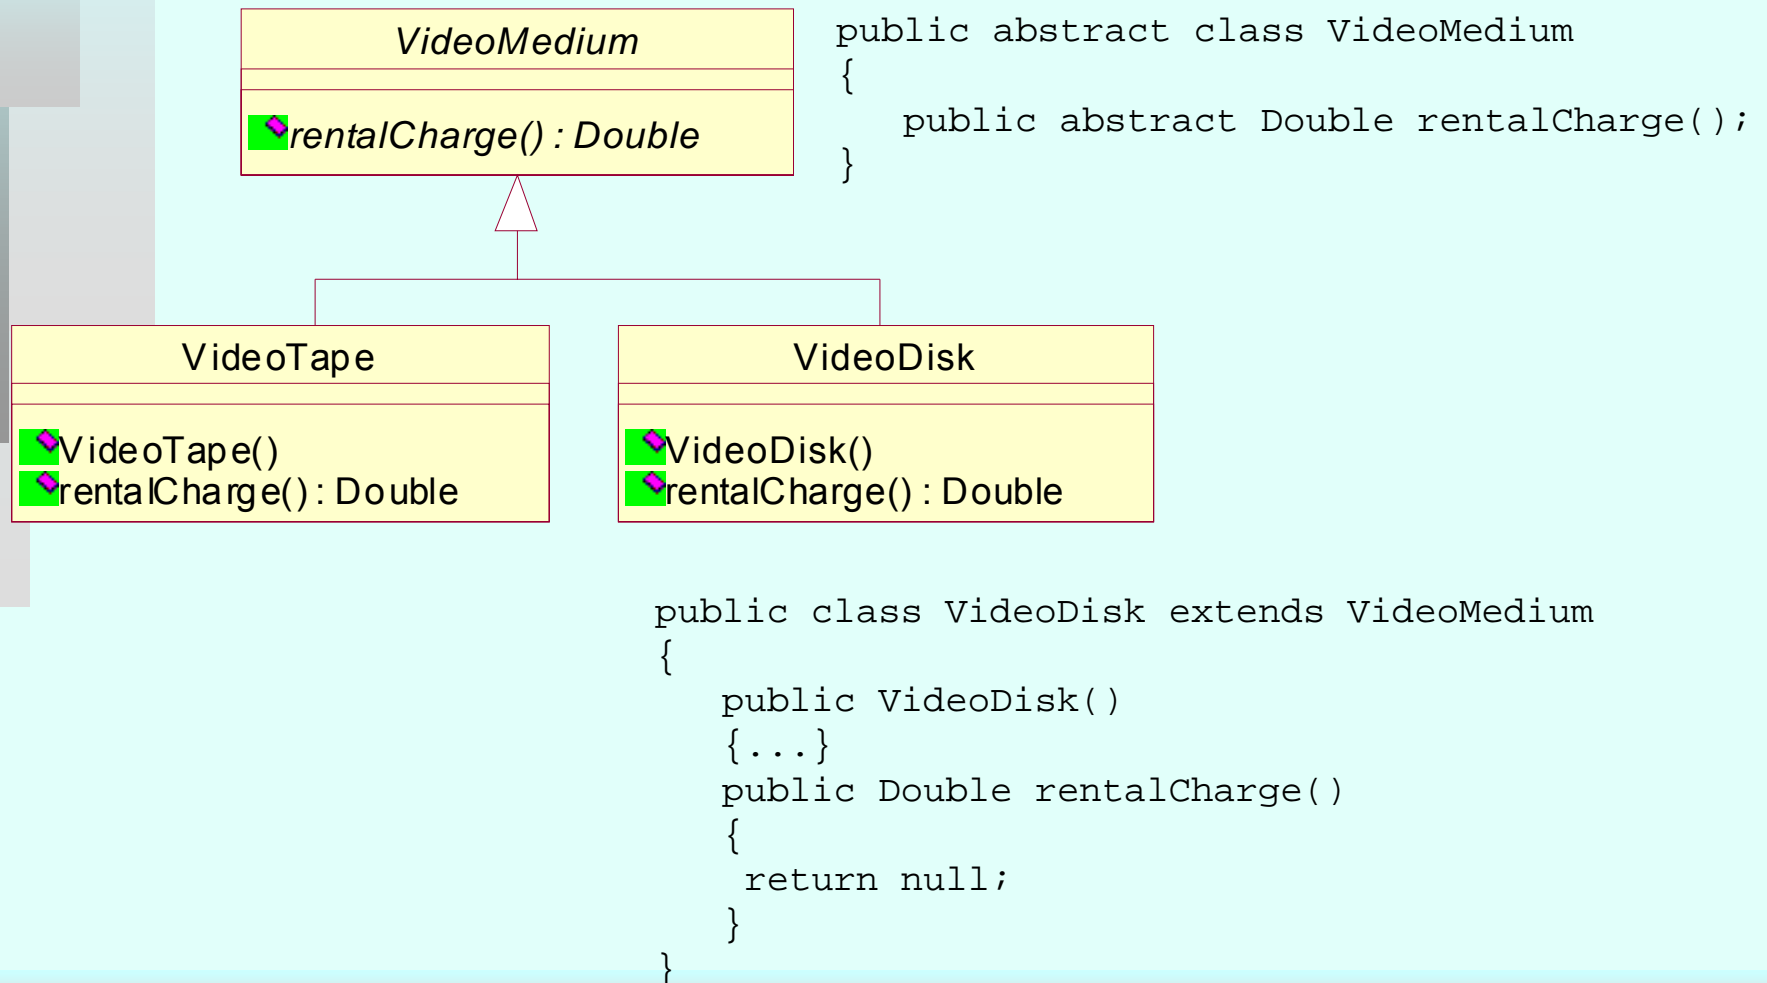 VideoMedium
rentalCharge() : Double
public abstract class VideoMedium
{
public abstract Double rentalCharge();
}
VideoTape
VideoTape()
rentalCharge() : Double
VideoDisk
VideoDisk()
rentalCharge() : Double
public class VideoDisk extends VideoMedium
{
public VideoDisk()
{...}
public Double rentalCharge()
{
return null;
}
}